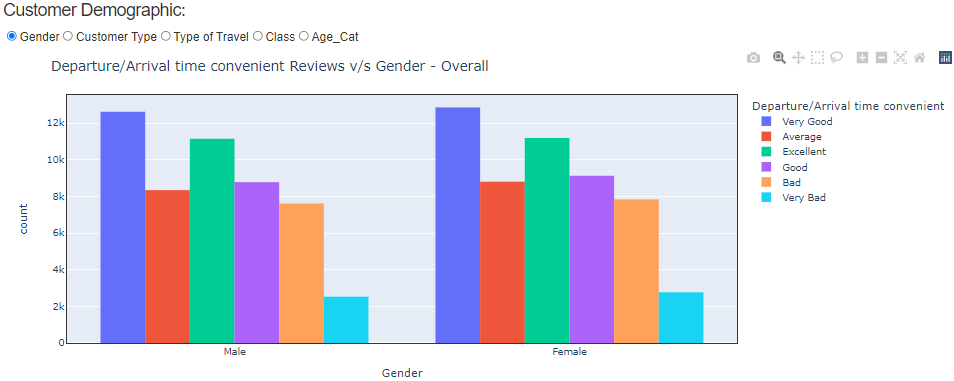 Customer Demographic:
Gender Customer Type Type of Travel Class Age_Cat
Departure/Arrival time convenient Reviews v/s Gender - Overall
Departure/Arrival time convenient
Very Good
Average
Excellent
Good
Bad
Very Bad
12k
10k
8k
6k
4k
2k
0
count
Male Female
Gender